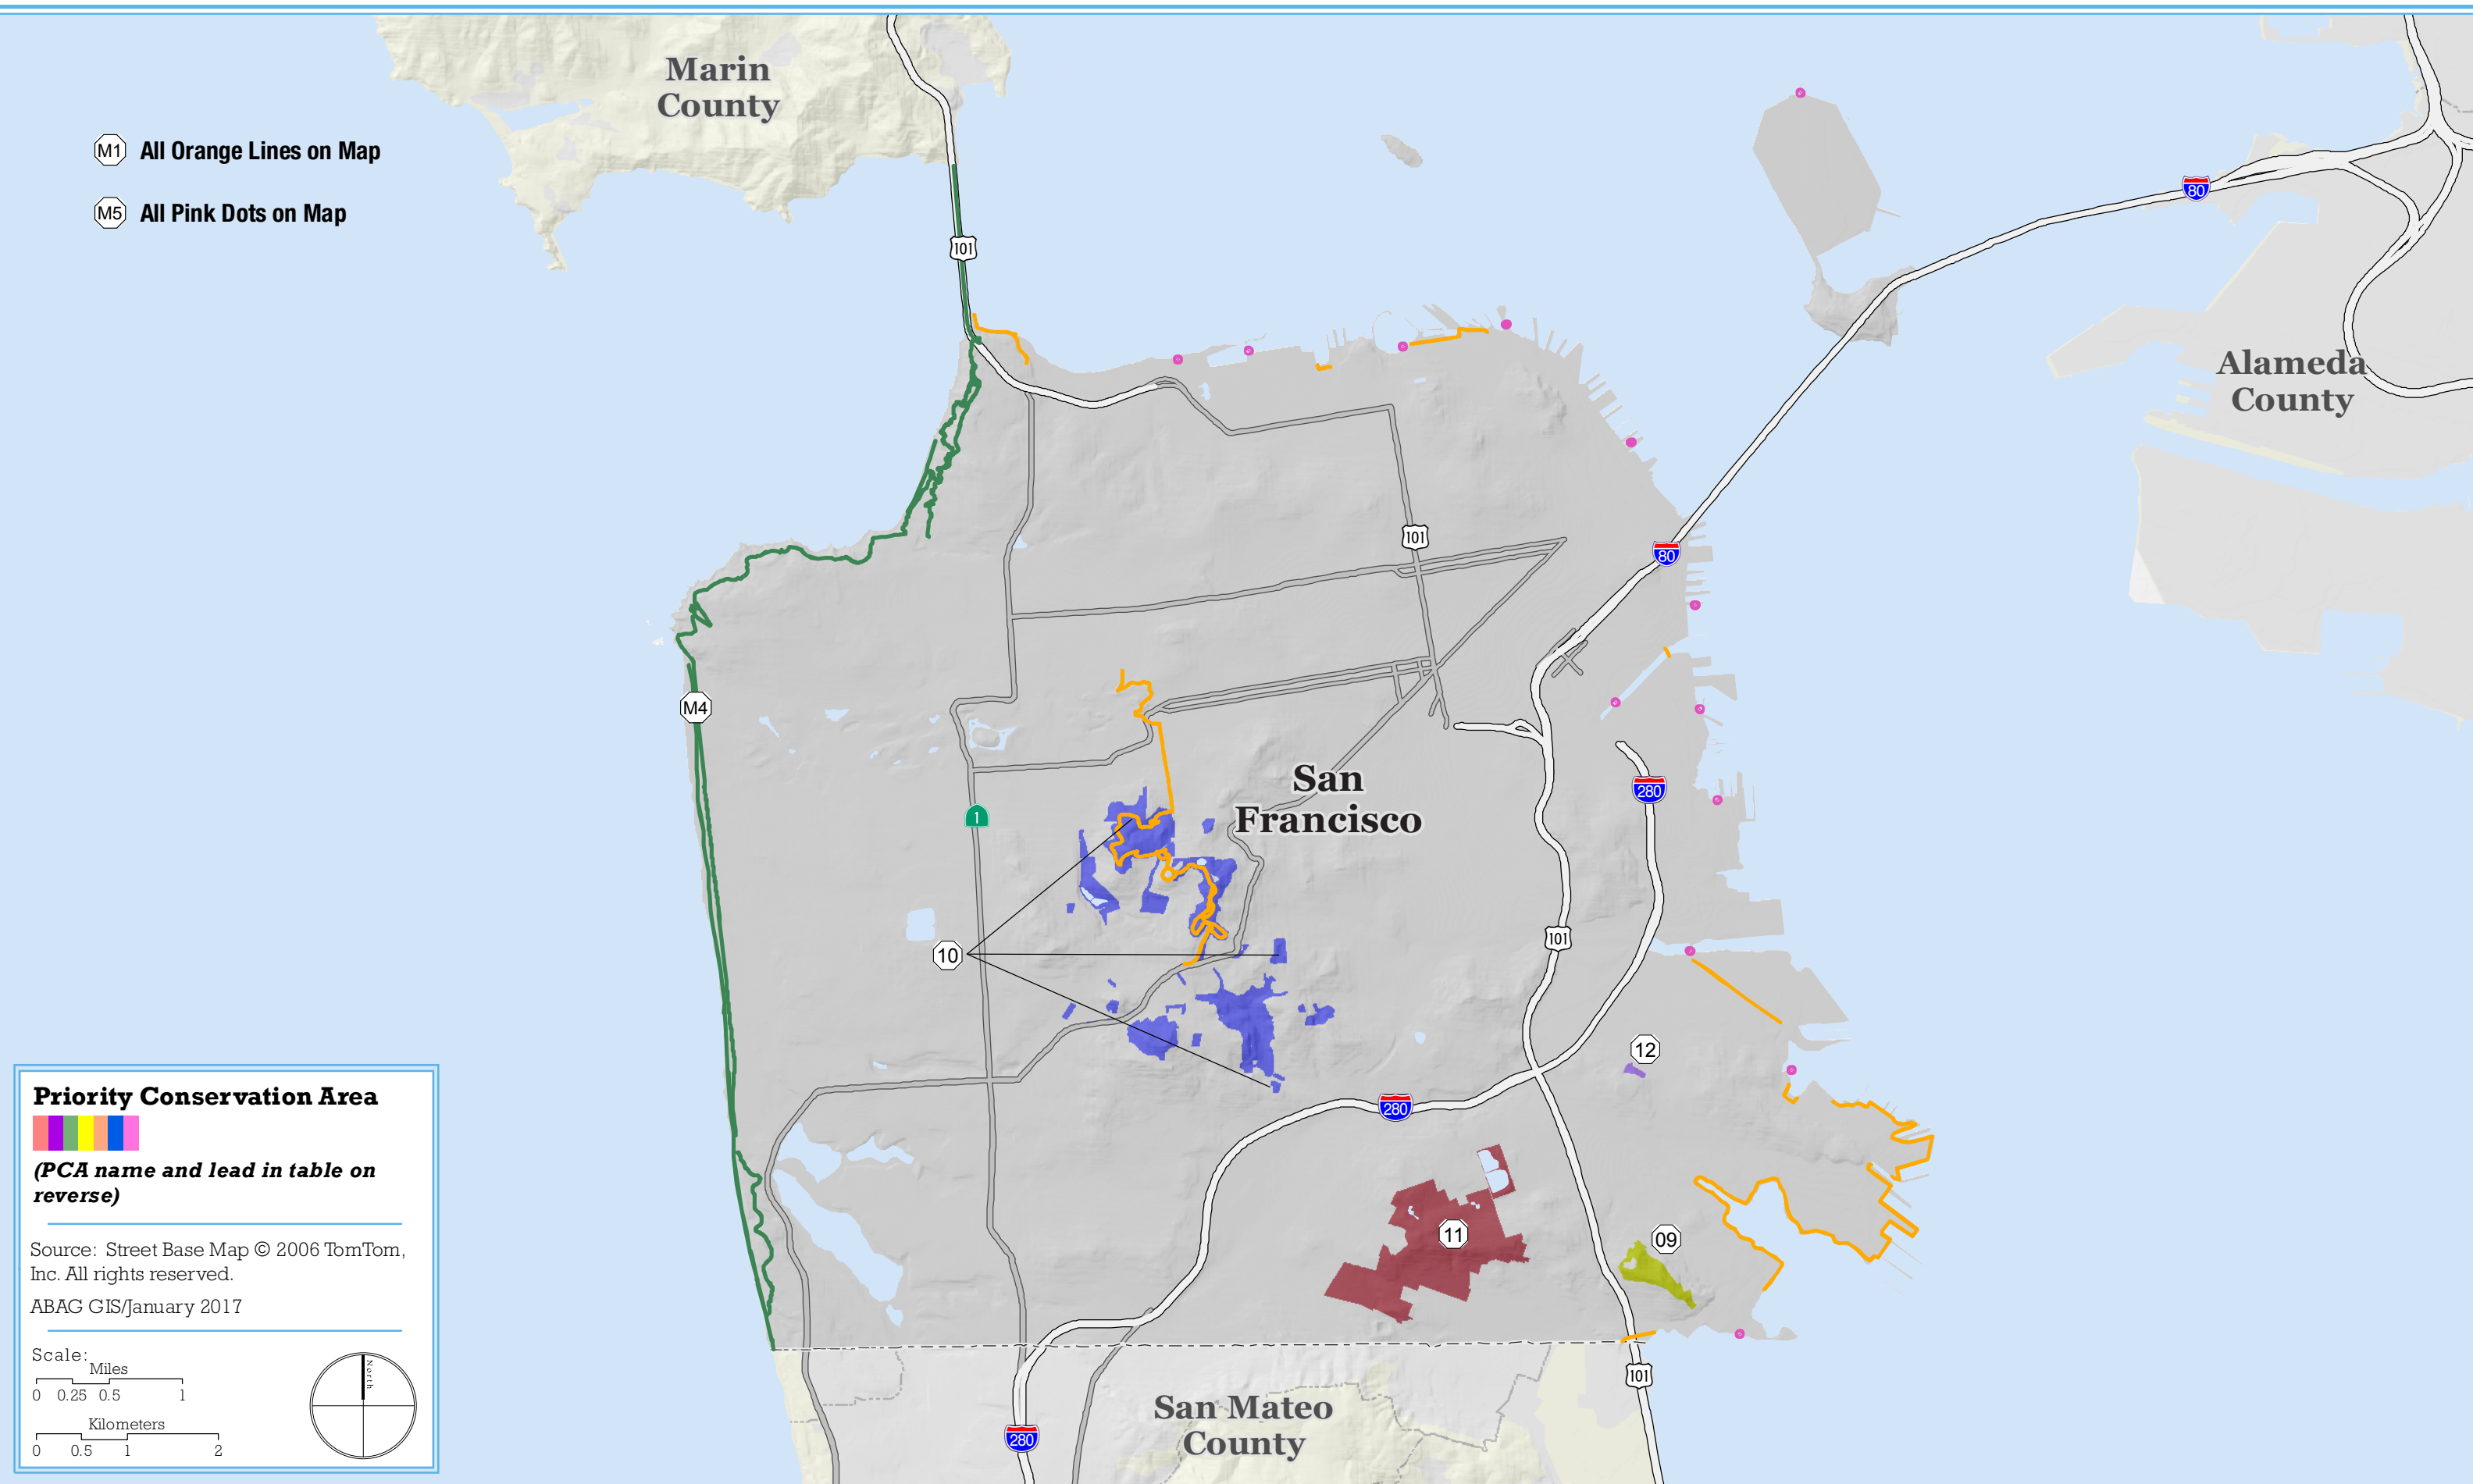 Marin
County
M1 All Orange Lines on Map
M5 All Pink Dots on Map
80
101
Alameda
County
101
80
M4
San
Francisco
280
1
101
10
12
280
11
09
Priority Conservation Area
(PCA name and lead in table on
reverse)
Source: Street Base Map © 2006 TomTom,
Inc. All rights reserved.
ABAG GIS/January 2017
Scale:
Miles
0 0.25 0.5 1
Kilometers
0 0.5 1 2
North
101
San Mateo
County
280